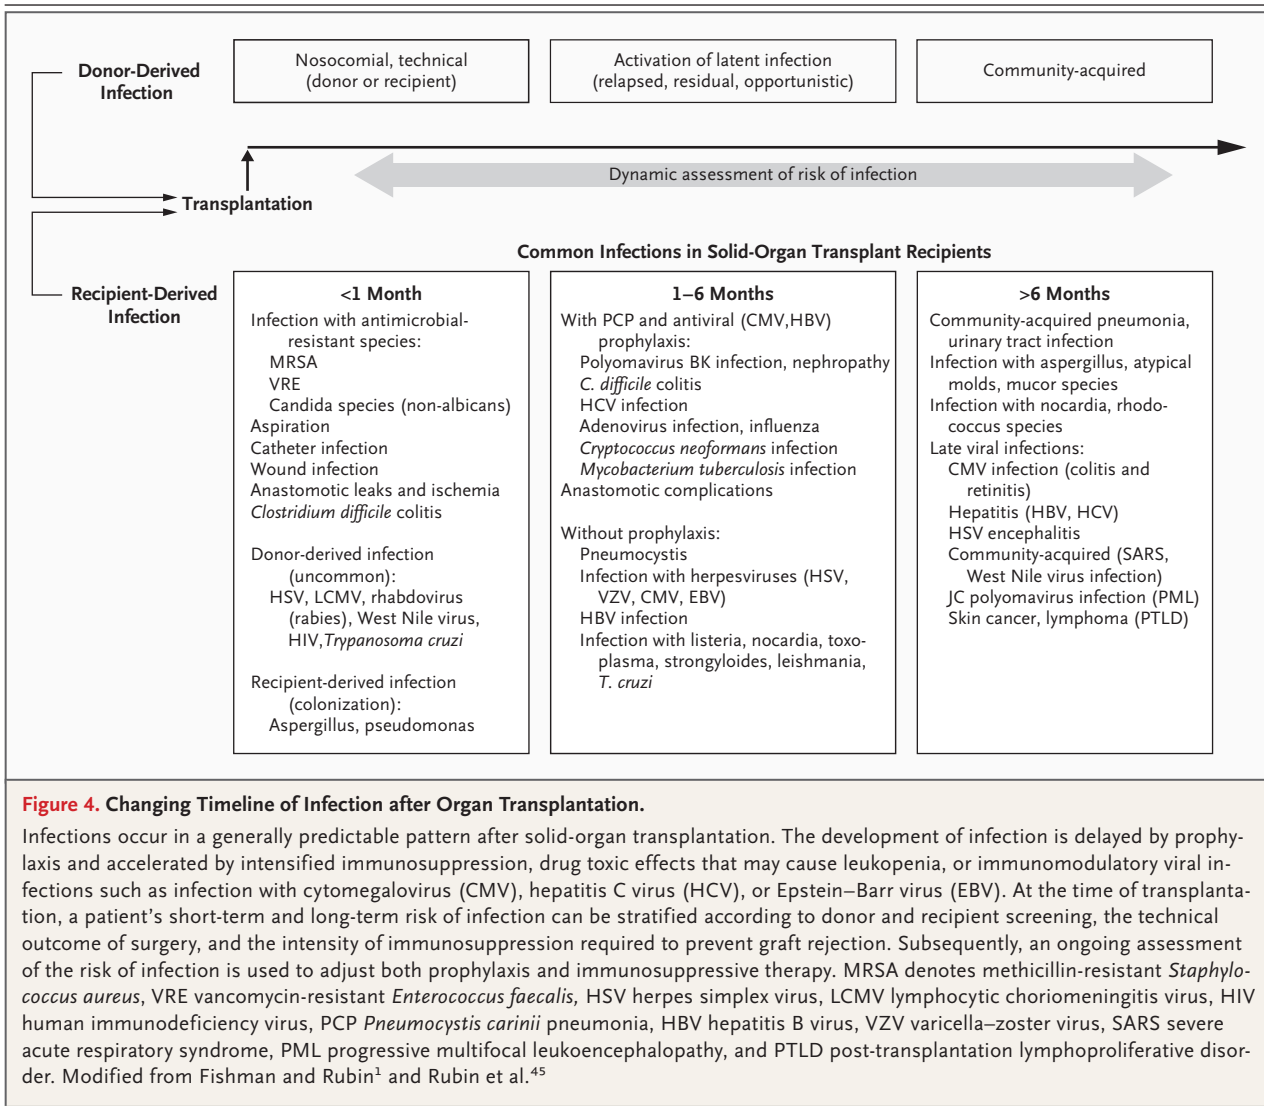 Donor-Derived
Infection
Nosocomial, technical
(donor or recipient)
Activation of latent infection
(relapsed, residual, opportunistic)
Community-acquired
Dynamic assessment of risk of infection
Transplantation
Common Infections in Solid-Organ Transplant Recipients
Recipient-Derived
Infection
<1 Month
Infection with antimicrobial-
resistant species:
MRSA
VRE
Candida species (non-albicans)
Aspiration
Catheter infection
Wound infection
Anastomotic leaks and ischemia
Clostridium difficile colitis
Donor-derived infection
(uncommon):
HSV, LCMV, rhabdovirus
(rabies), West Nile virus,
HIV,Trypanosoma cruzi
Recipient-derived infection
(colonization):
Aspergillus, pseudomonas
1–6 Months
With PCP and antiviral (CMV,HBV)
prophylaxis:
Polyomavirus BK infection, nephropathy
C. difficile colitis
HCV infection
Adenovirus infection, influenza
Cryptococcus neoformans infection
Mycobacterium tuberculosis infection
Anastomotic complications
Without prophylaxis:
Pneumocystis
Infection with herpesviruses (HSV,
VZV, CMV, EBV)
HBV infection
Infection with listeria, nocardia, toxo-
plasma, strongyloides, leishmania,
T. cruzi
>6 Months
Community-acquired pneumonia,
urinary tract infection
Infection with aspergillus, atypical
molds, mucor species
Infection with nocardia, rhodo-
coccus species
Late viral infections:
CMV infection (colitis and
retinitis)
Hepatitis (HBV, HCV)
HSV encephalitis
Community-acquired (SARS,
West Nile virus infection)
JC polyomavirus infection (PML)
Skin cancer, lymphoma (PTLD)
Figure 4. Changing Timeline of Infection after Organ Transplantation.
Infections occur in a generally predictable pattern after solid-organ transplantation. The development of infection is delayed by prophy-
laxis and accelerated by intensified immunosuppression, drug toxic effects that may cause leukopenia, or immunomodulatory viral in-
fections such as infection with cytomegalovirus (CMV), hepatitis C virus (HCV), or Epstein–Barr virus (EBV). At the time of transplanta-
tion, a patient's short-term and long-term risk of infection can be stratified according to donor and recipient screening, the technical
outcome of surgery, and the intensity of immunosuppression required to prevent graft rejection. Subsequently, an ongoing assessment
of the risk of infection is used to adjust both prophylaxis and immunosuppressive therapy. MRSA denotes methicillin-resistant Staphylo-
coccus aureus, VRE vancomycin-resistant Enterococcus faecalis, HSV herpes simplex virus, LCMV lymphocytic choriomeningitis virus, HIV
human immunodeficiency virus, PCP Pneumocystis carinii pneumonia, HBV hepatitis B virus, VZV varicella–zoster virus, SARS severe
acute respiratory syndrome, PML progressive multifocal leukoencephalopathy, and PTLD post-transplantation lymphoproliferative disor-
der. Modified from Fishman and Rubin¹ and Rubin et al.⁴⁵